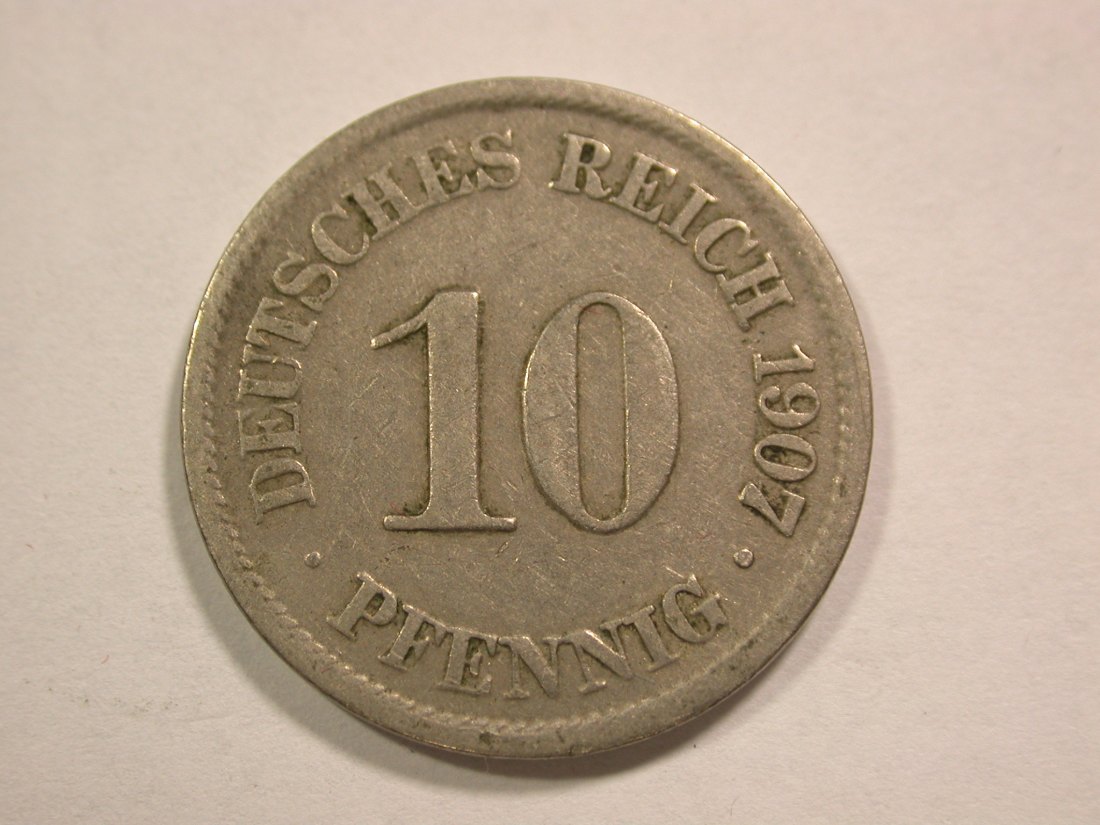 DEUTSCHES REICH 1907
10
PFENNIG